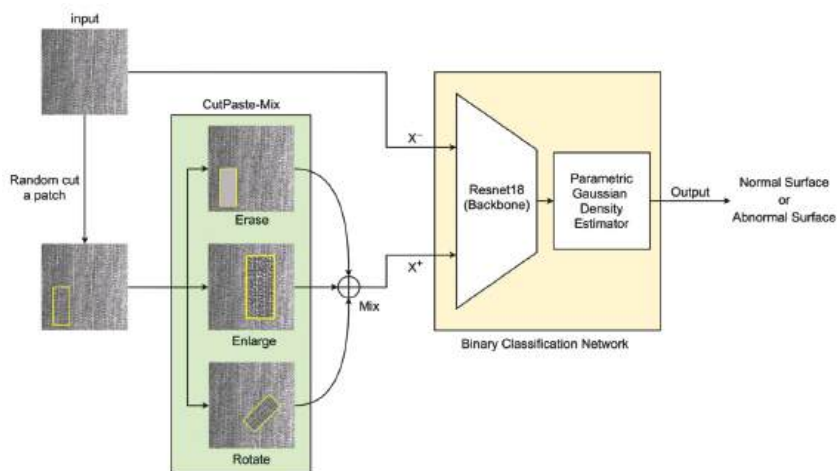 input
CutPaste-Mix
Random cut
a patch
Erase
Enlarge
Rotate
Mix
X⁻
X⁺
Resnet18
(Backbone)
Parametric
Gaussian
Density
Estimator
Output
Normal Surface
or
Abnormal Surface
Binary Classification Network